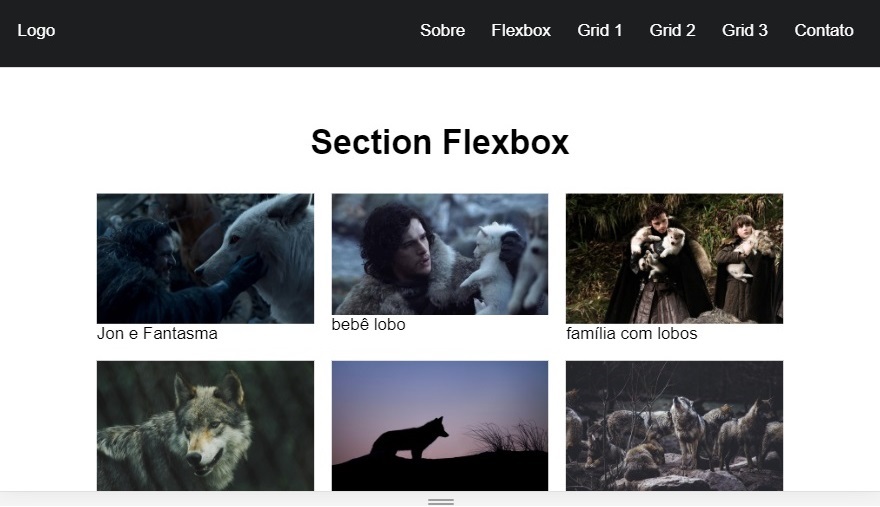 Logo
Sobre Flexbox Grid 1 Grid 2 Grid 3 Contato
Section Flexbox
Jon e Fantasma
bebê lobo
família com lobos